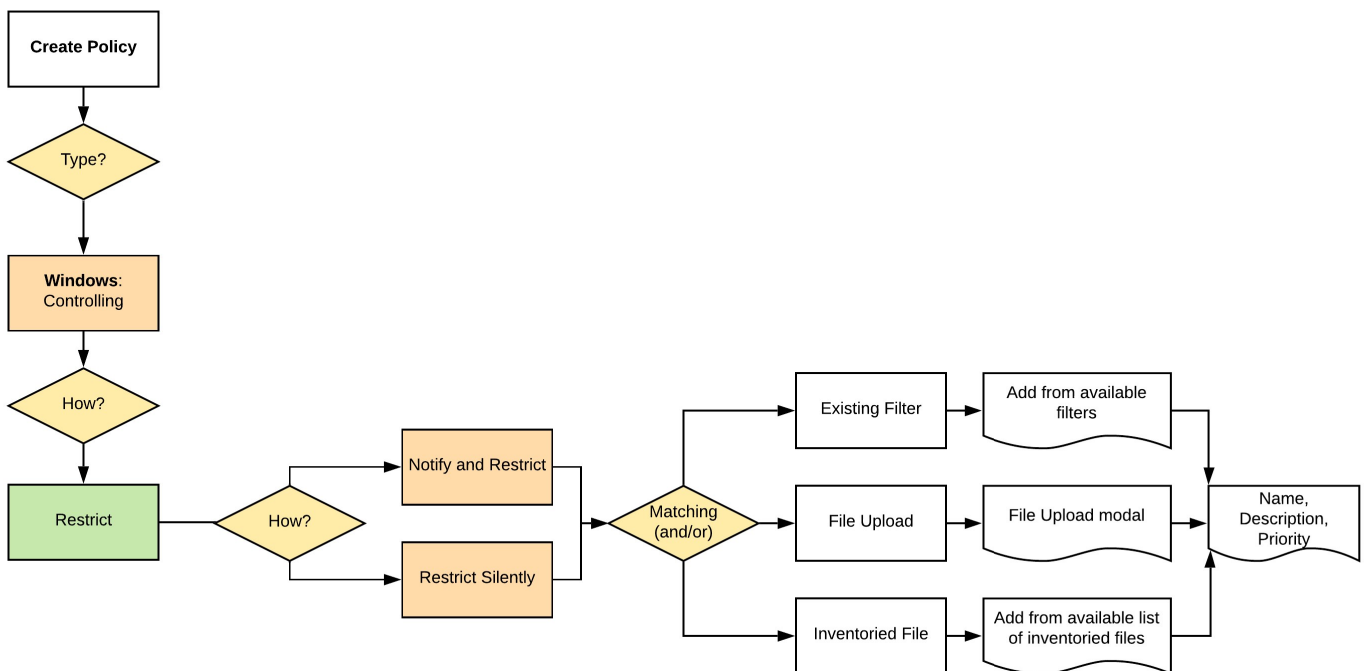 Create Policy
Type?
Windows:
Controlling
How?
Restrict
How?
Notify and Restrict
Restrict Silently
Matching
(and/or)
Existing Filter
Add from available
filters
File Upload
File Upload modal
Inventoried File
Add from available list
of inventoried files
Name,
Description,
Priority